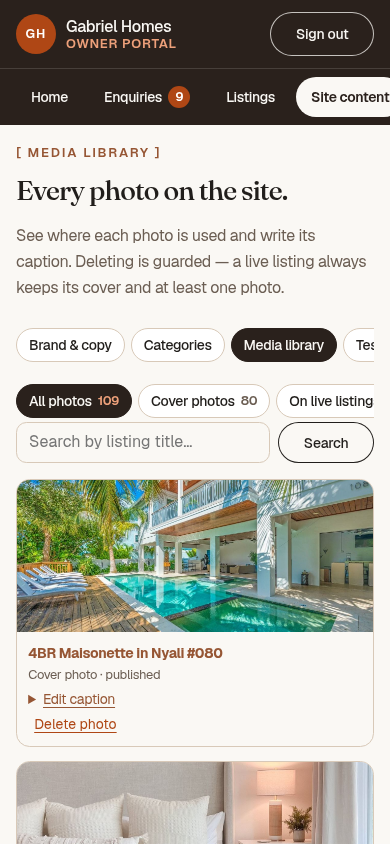 GH
Gabriel Homes
OWNER PORTAL
Sign out
Home
Enquiries 9
Listings
Site content
[ MEDIA LIBRARY ]
Every photo on the site.
See where each photo is used and write its
caption. Deleting is guarded — a live listing always
keeps its cover and at least one photo.
Brand & copy
Categories
Media library
All photos 109
Cover photos 80
On live listing
Search by listing title...
Search
4BR Maisonette in Nyali #080
Cover photo · published
▶ Edit caption
Delete photo